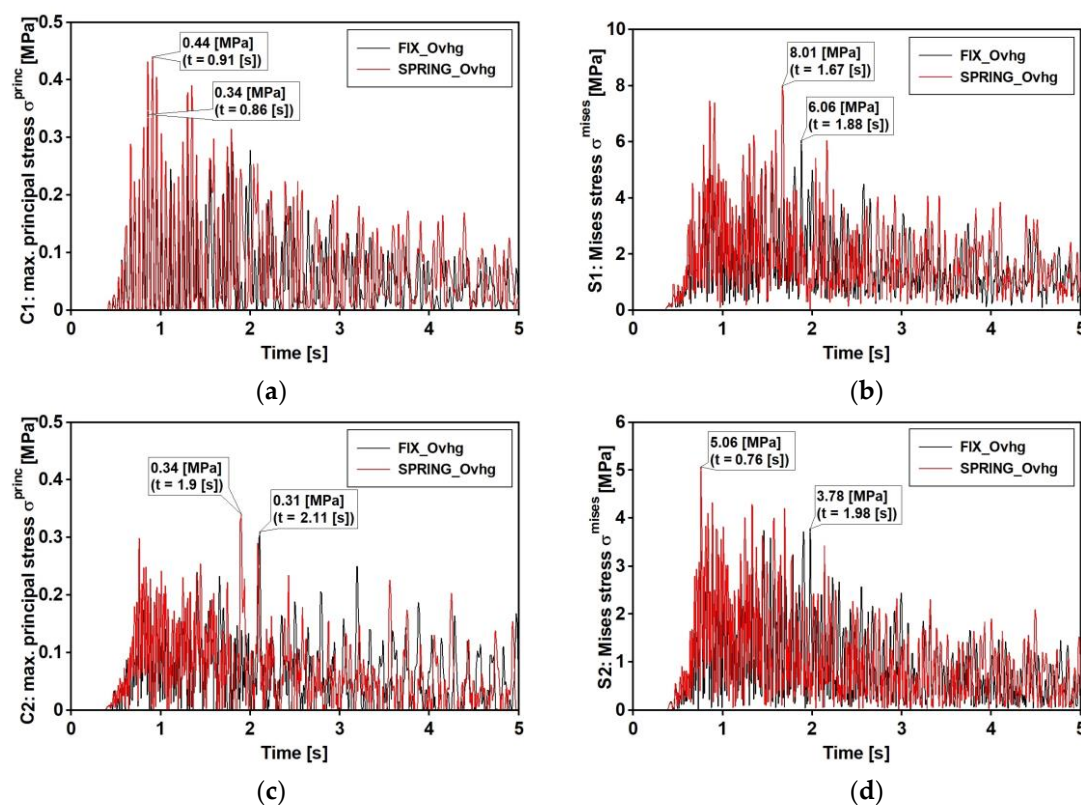 0.5
0.4
0.3
0.2
0.1
0
C1: max. principal stress σ^princ [MPa]
0.44 [MPa]
(t = 0.91 [s])
0.34 [MPa]
(t = 0.86 [s])
FIX_Ovhg
SPRING_Ovhg
0 1 2 3 4 5
Time [s]
(a)
10
8
6
4
2
0
S1: Mises stress σ^mises [MPa]
8.01 [MPa]
(t = 1.67 [s])
6.06 [MPa]
(t = 1.88 [s])
FIX_Ovhg
SPRING_Ovhg
0 1 2 3 4 5
Time [s]
(b)
0.5
0.4
0.3
0.2
0.1
0
C2: max. principal stress σ^princ [MPa]
0.34 [MPa]
(t = 1.9 [s])
0.31 [MPa]
(t = 2.11 [s])
FIX_Ovhg
SPRING_Ovhg
0 1 2 3 4 5
Time [s]
(c)
6
5
4
3
2
1
0
S2: Mises stress σ^mises [MPa]
5.06 [MPa]
(t = 0.76 [s])
3.78 [MPa]
(t = 1.98 [s])
FIX_Ovhg
SPRING_Ovhg
0 1 2 3 4 5
Time [s]
(d)